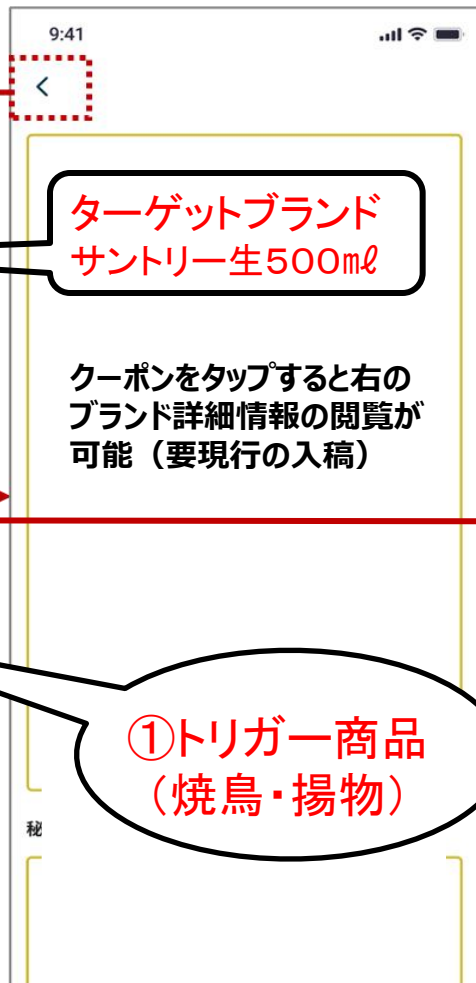 9:41
ターゲットブランド
サントリー生500㎖
クーポンをタップすると右の
ブランド詳細情報の閲覧が
可能（要現行の入稿）
①トリガー商品
（焼鳥・揚物）
秘